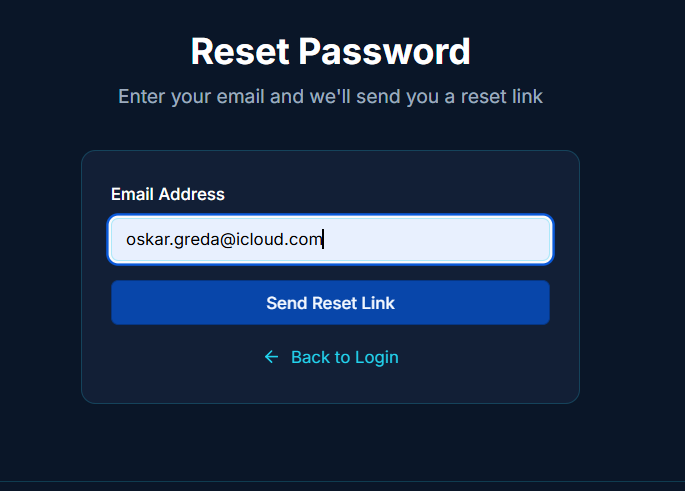 Reset Password
Enter your email and we'll send you a reset link
Email Address
oskar.greda@icloud.com
Send Reset Link
← Back to Login